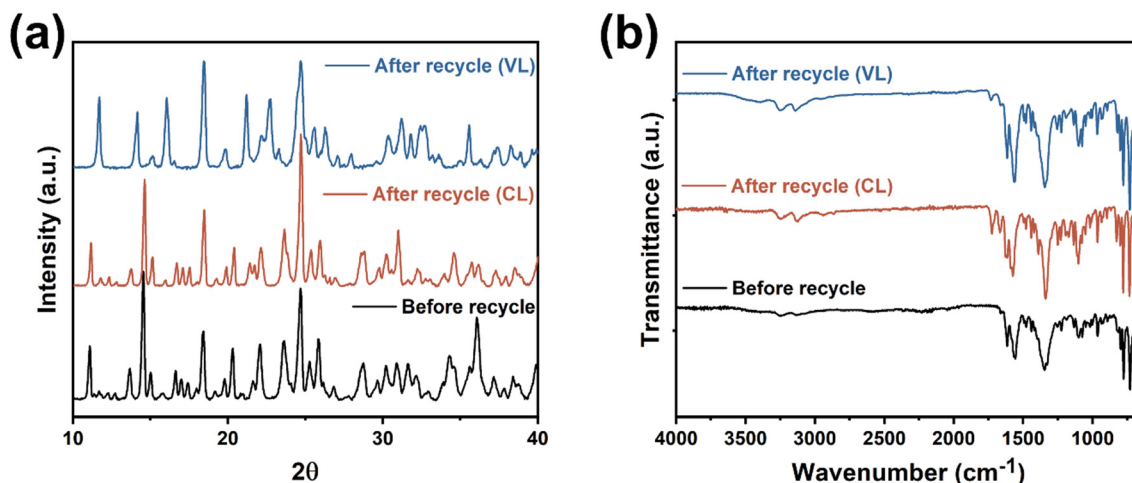 (a)
After recycle (VL)
After recycle (CL)
Before recycle
Intensity (a.u.)
10 20 30 40
2θ
(b)
After recycle (VL)
After recycle (CL)
Before recycle
Transmittance (a.u.)
4000 3500 3000 2500 2000 1500 1000
Wavenumber (cm⁻¹)